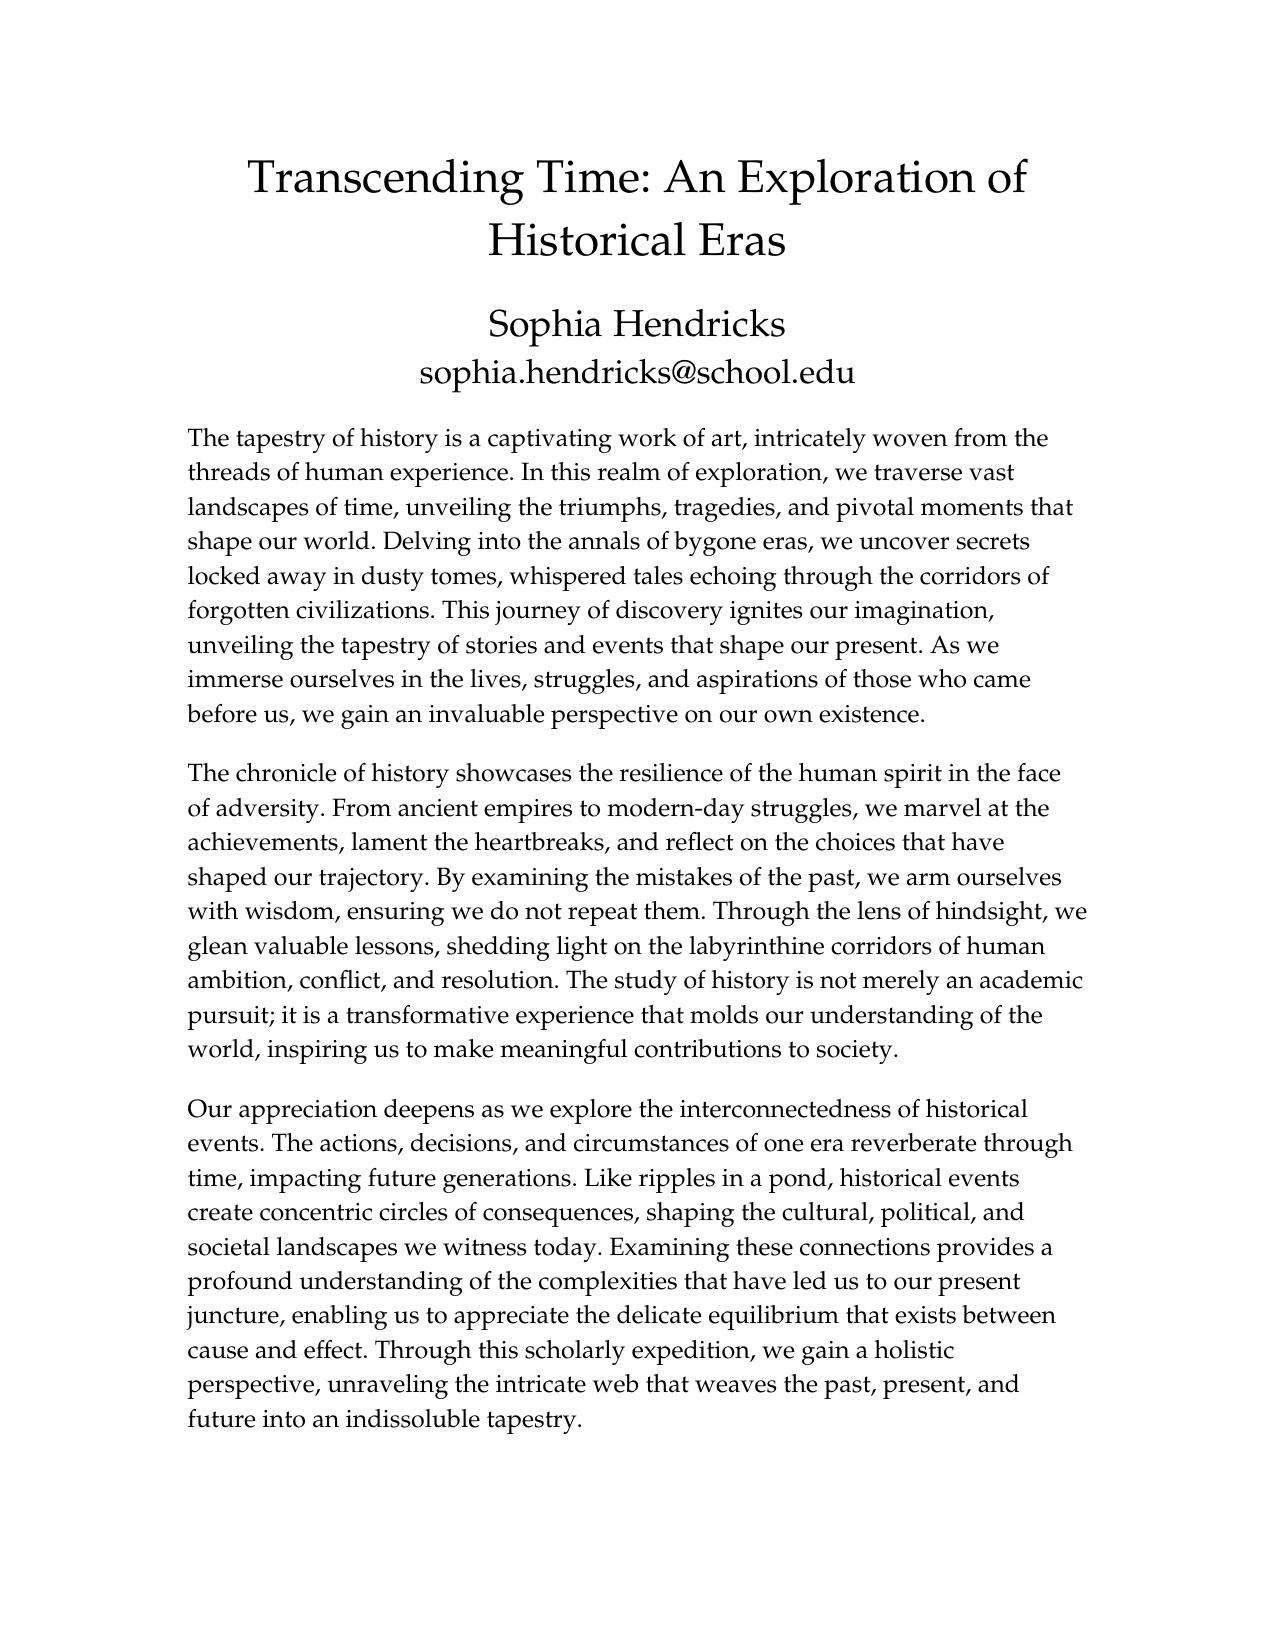 Transcending Time: An Exploration of
Historical Eras
Sophia Hendricks
sophia.hendricks@school.edu
The tapestry of history is a captivating work of art, intricately woven from the
threads of human experience. In this realm of exploration, we traverse vast
landscapes of time, unveiling the triumphs, tragedies, and pivotal moments that
shape our world. Delving into the annals of bygone eras, we uncover secrets
locked away in dusty tomes, whispered tales echoing through the corridors of
forgotten civilizations. This journey of discovery ignites our imagination,
unveiling the tapestry of stories and events that shape our present. As we
immerse ourselves in the lives, struggles, and aspirations of those who came
before us, we gain an invaluable perspective on our own existence.
The chronicle of history showcases the resilience of the human spirit in the face
of adversity. From ancient empires to modern-day struggles, we marvel at the
achievements, lament the heartbreaks, and reflect on the choices that have
shaped our trajectory. By examining the mistakes of the past, we arm ourselves
with wisdom, ensuring we do not repeat them. Through the lens of hindsight, we
glean valuable lessons, shedding light on the labyrinthine corridors of human
ambition, conflict, and resolution. The study of history is not merely an academic
pursuit; it is a transformative experience that molds our understanding of the
world, inspiring us to make meaningful contributions to society.
Our appreciation deepens as we explore the interconnectedness of historical
events. The actions, decisions, and circumstances of one era reverberate through
time, impacting future generations. Like ripples in a pond, historical events
create concentric circles of consequences, shaping the cultural, political, and
societal landscapes we witness today. Examining these connections provides a
profound understanding of the complexities that have led us to our present
juncture, enabling us to appreciate the delicate equilibrium that exists between
cause and effect. Through this scholarly expedition, we gain a holistic
perspective, unraveling the intricate web that weaves the past, present, and
future into an indissoluble tapestry.